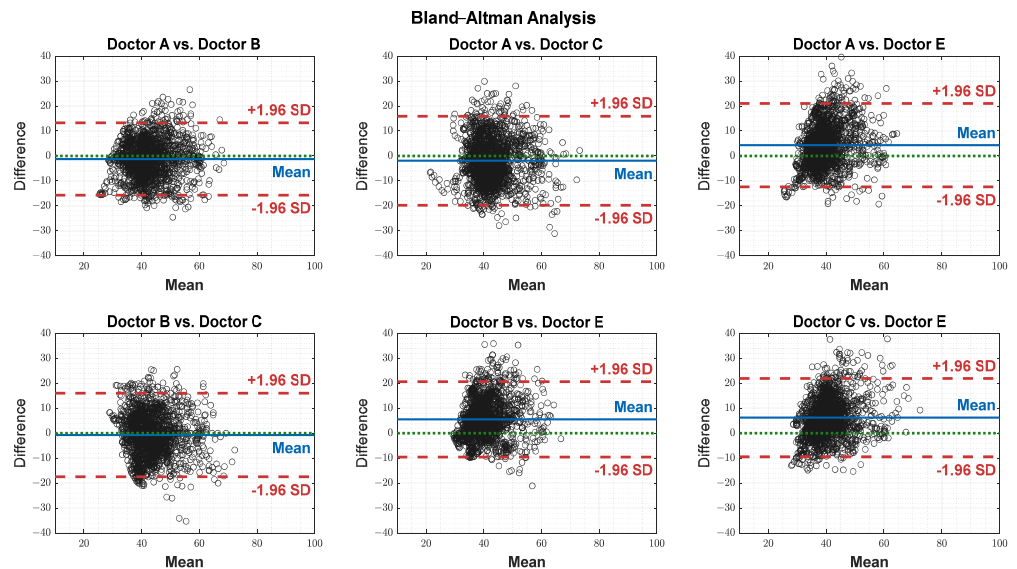 Bland–Altman Analysis
Doctor A vs. Doctor B
40
30
20
10
0
−10
−20
−30
−40
Difference
+1.96 SD
Mean
-1.96 SD
20
40
60
80
100
Mean
Doctor A vs. Doctor C
40
30
20
10
0
−10
−20
−30
−40
Difference
+1.96 SD
Mean
-1.96 SD
20
40
60
80
100
Mean
Doctor A vs. Doctor E
40
30
20
10
0
−10
−20
−30
−40
Difference
+1.96 SD
Mean
-1.96 SD
20
40
60
80
100
Mean
Doctor B vs. Doctor C
40
30
20
10
0
−10
−20
−30
−40
Difference
+1.96 SD
Mean
-1.96 SD
20
40
60
80
100
Mean
Doctor B vs. Doctor E
40
30
20
10
0
−10
−20
−30
−40
Difference
+1.96 SD
Mean
-1.96 SD
20
40
60
80
100
Mean
Doctor C vs. Doctor E
40
30
20
10
0
−10
−20
−30
−40
Difference
+1.96 SD
Mean
-1.96 SD
20
40
60
80
100
Mean